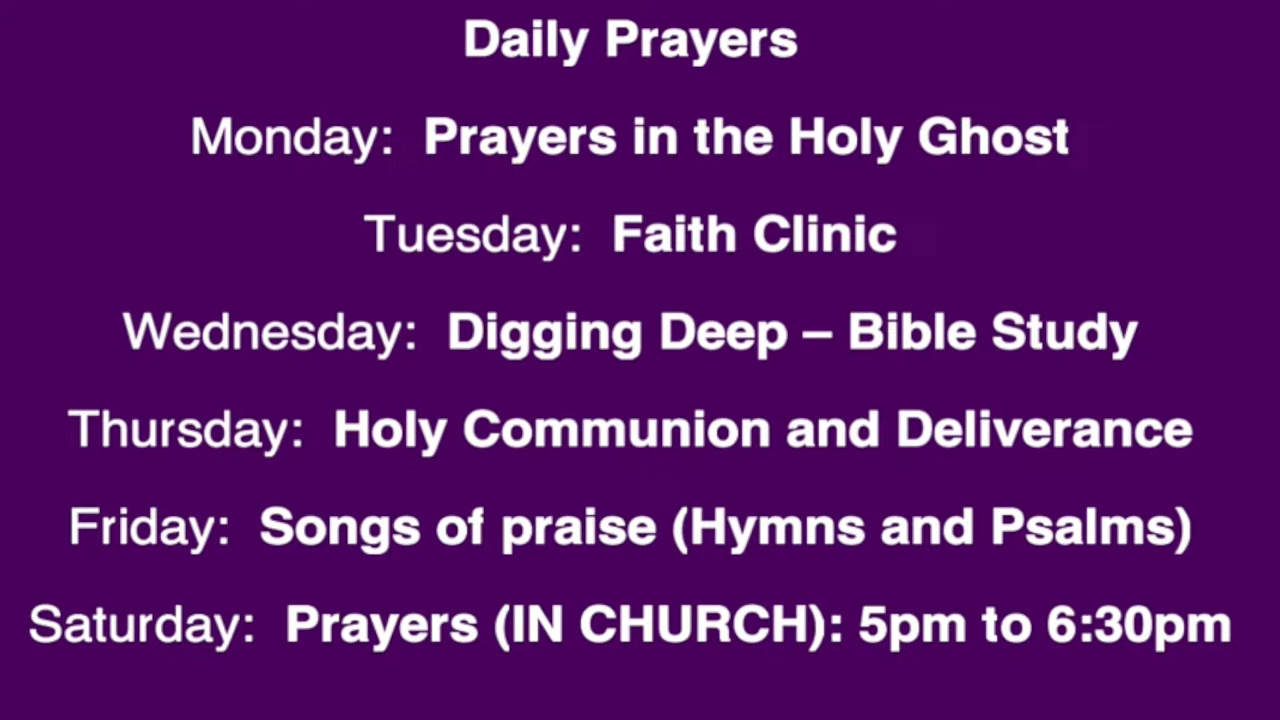 Daily Prayers
Monday: Prayers in the Holy Ghost
Tuesday: Faith Clinic
Wednesday: Digging Deep – Bible Study
Thursday: Holy Communion and Deliverance
Friday: Songs of praise (Hymns and Psalms)
Saturday: Prayers (IN CHURCH): 5pm to 6:30pm